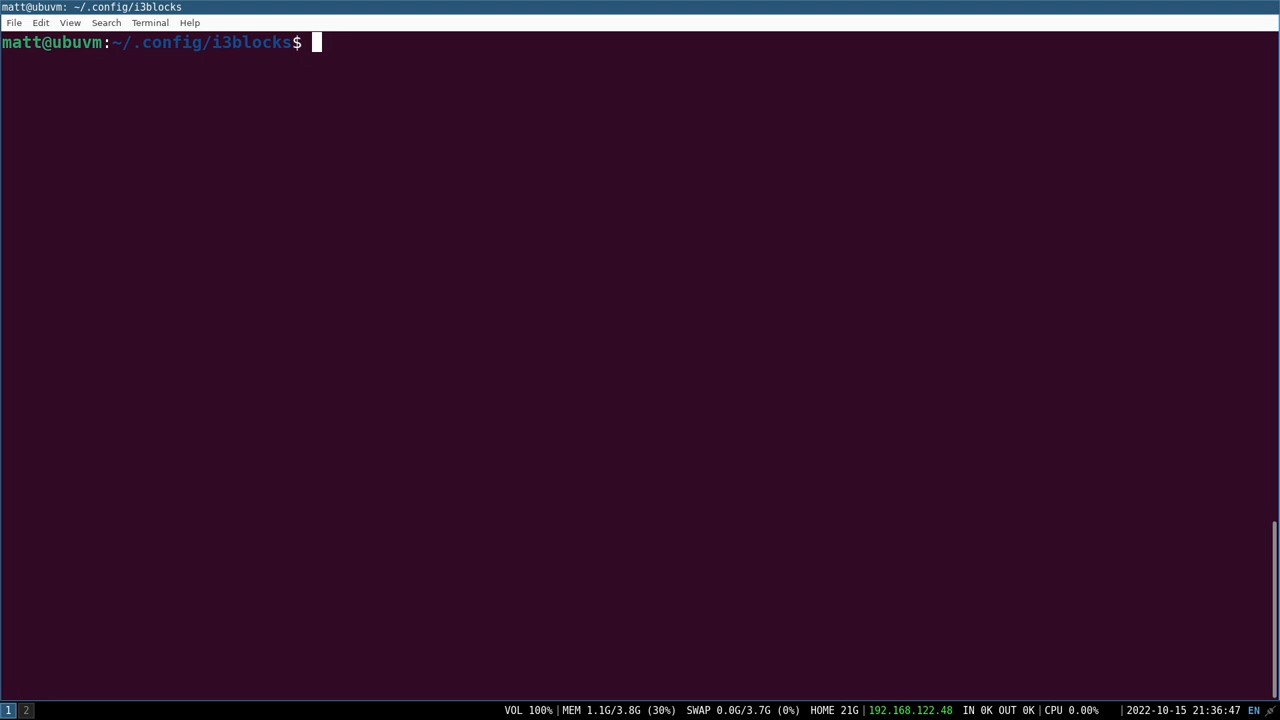 matt@ubuvm: ~/.config/i3blocks
File Edit View Search Terminal Help
matt@ubuvm:~/.config/i3blocks$
1 2 VOL 100% | MEM 1.1G/3.8G (30%) SWAP 0.0G/3.7G (0%) HOME 21G | 192.168.122.48 IN 0K OUT 0K | CPU 0.00% | 2022-10-15 21:36:47 EN